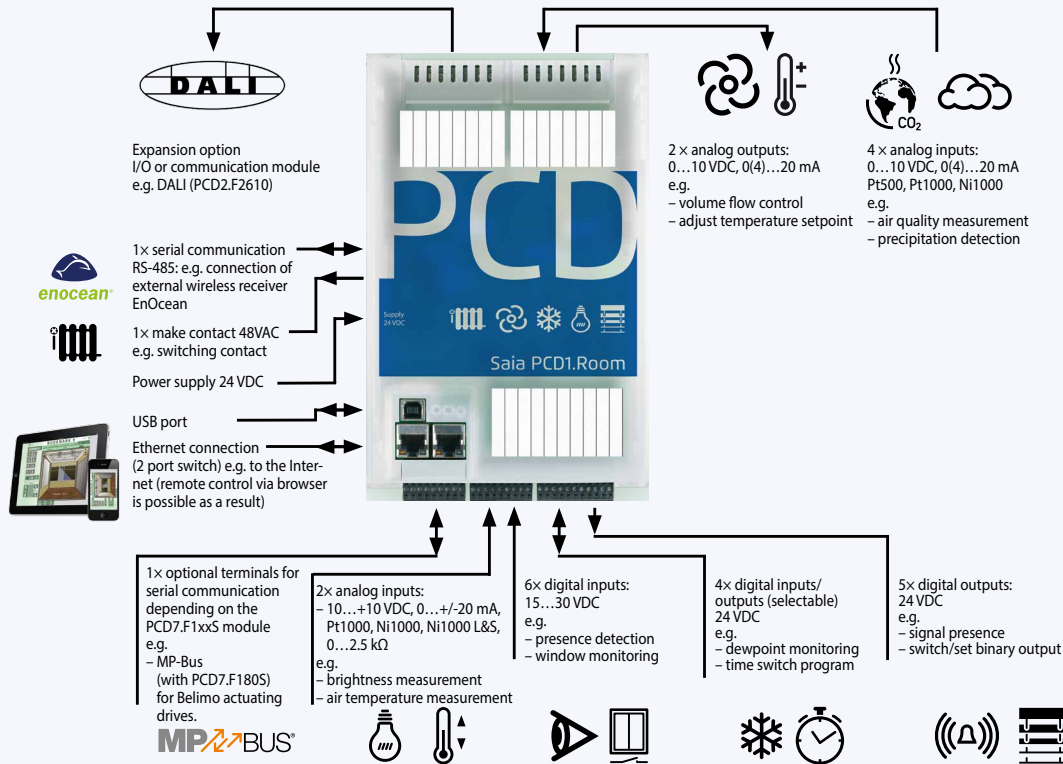 DALI
Expansion option
I/O or communication module
e.g. DALI (PCD2.F2610)
2 × analog outputs:
0…10 VDC, 0(4)…20 mA
e.g.
– volume flow control
– adjust temperature setpoint
CO2
4 × analog inputs:
0…10 VDC, 0(4)…20 mA
Pt500, Pt1000, Ni1000
e.g.
– air quality measurement
– precipitation detection
enocean®
1× serial communication
RS-485: e.g. connection of
external wireless receiver
EnOcean
1× make contact 48VAC
e.g. switching contact
Power supply 24 VDC
USB port
Ethernet connection
(2 port switch) e.g. to the Inter-
net (remote control via browser
is possible as a result)
PCD
Supply
24 VDC
Saia PCD1.Room
1× optional terminals for
serial communication
depending on the
PCD7.F1xxS module
e.g.
– MP-Bus
(with PCD7.F180S)
for Belimo actuating
drives.
MP BUS®
2× analog inputs:
– 10…+10 VDC, 0…+/-20 mA,
Pt1000, Ni1000, Ni1000 L&S,
0…2.5 kΩ
e.g.
– brightness measurement
– air temperature measurement
6× digital inputs:
15…30 VDC
e.g.
– presence detection
– window monitoring
4× digital inputs/
outputs (selectable)
24 VDC
e.g.
– dewpoint monitoring
– time switch program
5× digital outputs:
24 VDC
e.g.
– signal presence
– switch/set binary output